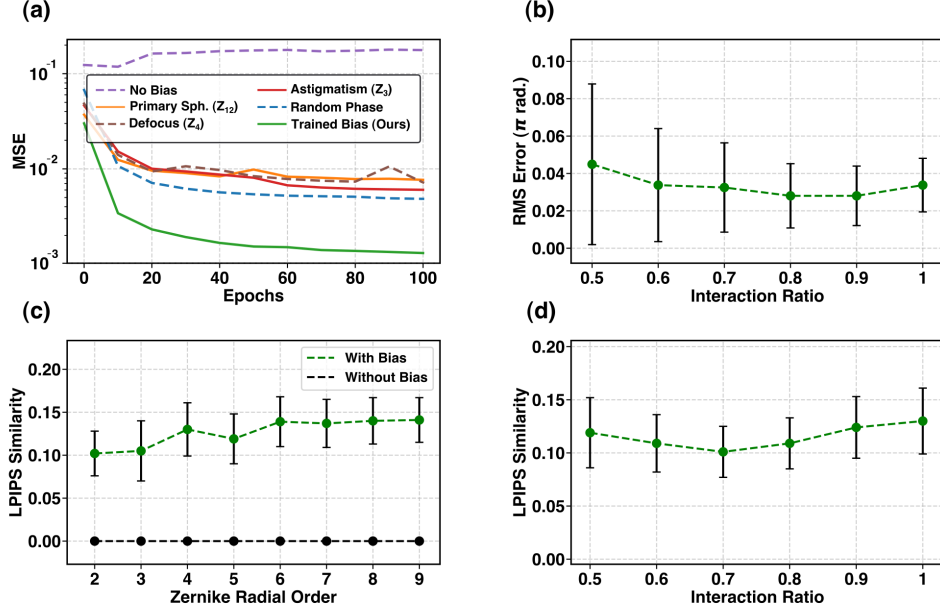 (a)
MSE
10⁻¹
10⁻²
10⁻³
No Bias
Primary Sph. (Z₁₂)
Defocus (Z₄)
Astigmatism (Z₃)
Random Phase
Trained Bias (Ours)
0 20 40 60 80 100
Epochs
(b)
RMS Error (π rad.)
0.10
0.08
0.06
0.04
0.02
0.00
0.5 0.6 0.7 0.8 0.9 1
Interaction Ratio
(c)
LPIPS Similarity
0.20
0.15
0.10
0.05
0.00
With Bias
Without Bias
2 3 4 5 6 7 8 9
Zernike Radial Order
(d)
LPIPS Similarity
0.20
0.15
0.10
0.05
0.00
0.5 0.6 0.7 0.8 0.9 1
Interaction Ratio